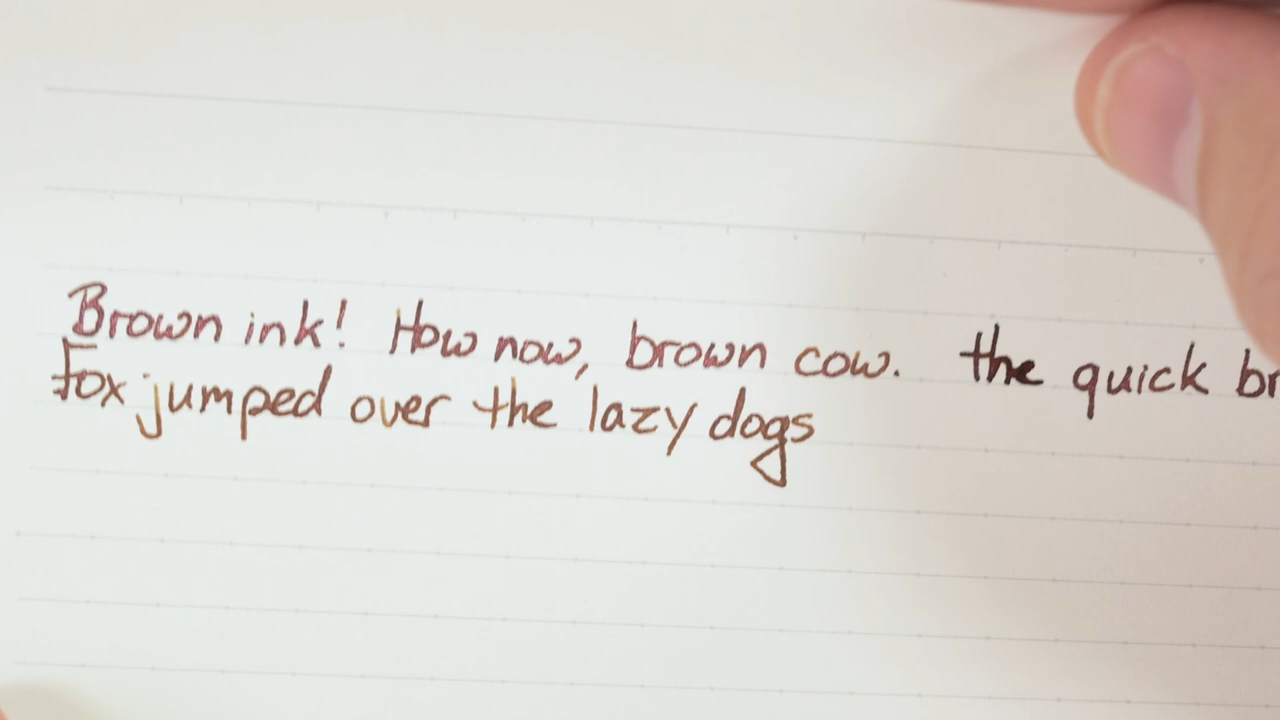 Brown ink! How now, brown cow. the quick br
Fox jumped over the lazy dogs